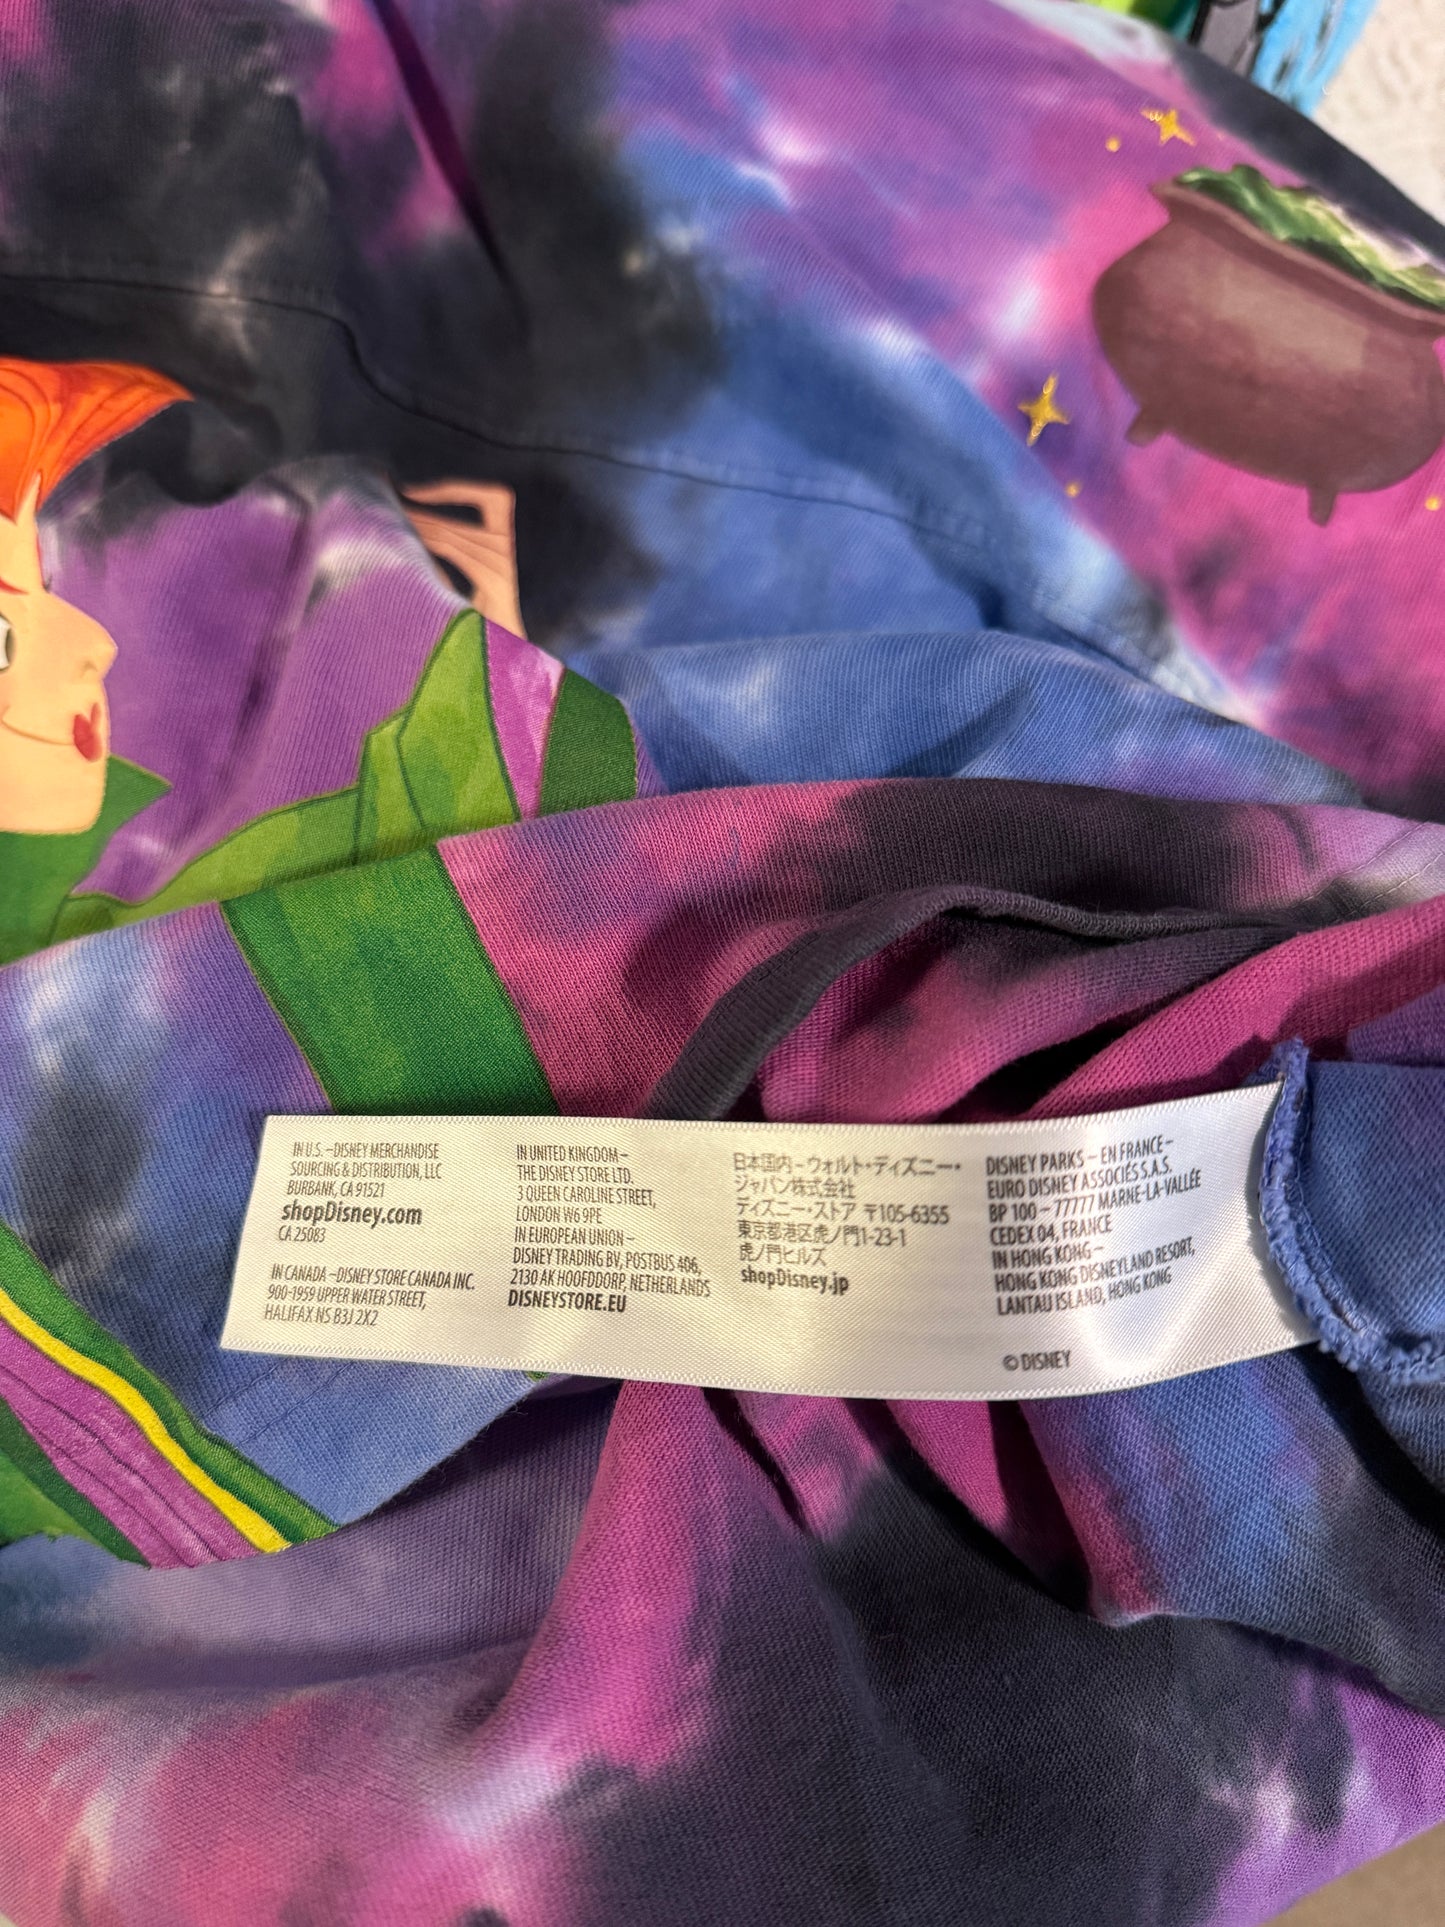 IN U.S. – DISNEY MERCHANDISE
SOURCING & DISTRIBUTION, LLC
BURBANK, CA 91521
shopDisney.com
CA 25083
IN CANADA – DISNEY STORE CANADA INC.
900-1959 UPPER WATER STREET,
HALIFAX NS B3J 2X2
IN UNITED KINGDOM –
THE DISNEY STORE LTD.
3 QUEEN CAROLINE STREET,
LONDON W6 9PE
IN EUROPEAN UNION –
DISNEY TRADING BV, POSTBUS 406,
2130 AK HOOFDDORP, NETHERLANDS
DISNEYSTORE.EU
日本国内 – ウォルト・ディズニー・
ジャパン株式会社
ディズニー・ストア 〒105-6355
東京都港区虎ノ門1-23-1
虎ノ門ヒルズ
shopDisney.jp
DISNEY PARKS – EN FRANCE –
EURO DISNEY ASSOCIÉS S.A.S.
BP 100 – 77777 MARNE-LA-VALLÉE
CEDEX 04, FRANCE
IN HONG KONG –
HONG KONG DISNEYLAND RESORT,
LANTAU ISLAND, HONG KONG
© DISNEY